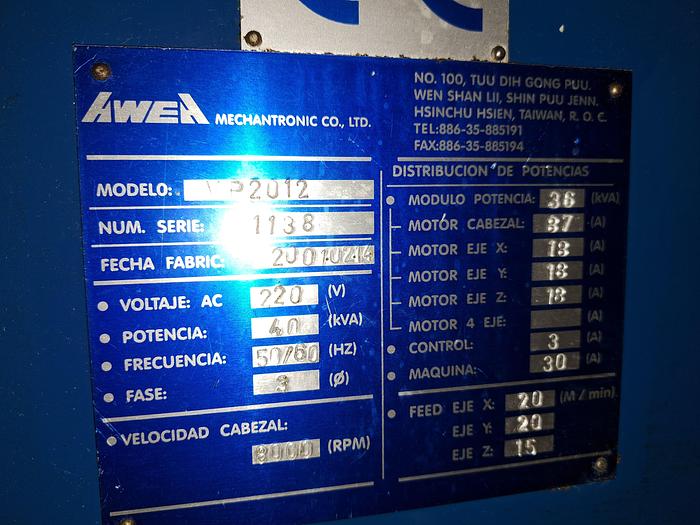 AWEA MECHANTRONIC CO., LTD.
NO. 100, TUU DIH GONG PUU.
WEN SHAN LII, SHIN PUU JENN.
HSINCHU HSIEN, TAIWAN, R. O. C.
TEL:886-35-885191
FAX:886-35-885194
MODELO: VP2012
NUM. SERIE: 1138
FECHA FABRIC:
VOLTAJE: AC 220 (V)
POTENCIA: 40 (kVA)
FRECUENCIA: 50/60 (HZ)
FASE: 3 (Ø)
VELOCIDAD CABEZAL:
(RPM)
DISTRIBUCION DE POTENCIAS
MODULO POTENCIA: 36 (kVA)
MOTOR CABEZAL: 37 (A)
MOTOR EJE X: 18 (A)
MOTOR EJE Y: 18 (A)
MOTOR EJE Z: 18 (A)
MOTOR 4 EJE: (A)
CONTROL: 3 (A)
MAQUINA: 30 (A)
FEED EJE X: 20 (M/min)
EJE Y: 20
EJE Z: 15